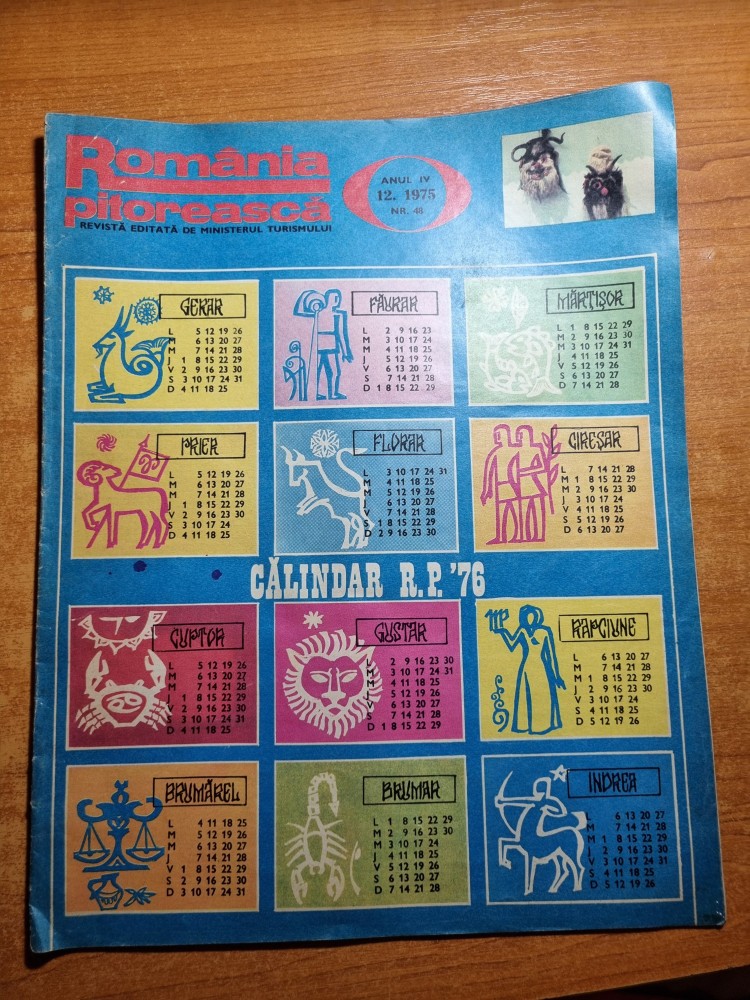 România
pitorească
REVISTĂ EDITATĂ DE MINISTERUL TURISMULUI
ANUL IV
12. 1975
NR. 48
GERAR
L 5 12 19 26
M 6 13 20 27
M 7 14 21 28
J 1 8 15 22 29
V 2 9 16 23 30
S 3 10 17 24 31
D 4 11 18 25
FĂURAR
L 2 9 16 23
M 3 10 17 24
M 4 11 18 25
J 5 12 19 26
V 6 13 20 27
S 7 14 21 28
D 1 8 15 22 29
MĂRȚIȘOR
L 1 8 15 22 29
M 2 9 16 23 30
M 3 10 17 24 31
J 4 11 18 25
V 5 12 19 26
S 6 13 20 27
D 7 14 21 28
PRIER
L 5 12 19 26
M 6 13 20 27
M 7 14 21 28
J 1 8 15 22 29
V 2 9 16 23 30
S 3 10 17 24
D 4 11 18 25
FLORAR
L 3 10 17 24 31
M 4 11 18 25
M 5 12 19 26
J 6 13 20 27
V 7 14 21 28
S 1 8 15 22 29
D 2 9 16 23 30
CIREȘAR
L 7 14 21 28
M 1 8 15 22 29
M 2 9 16 23 30
J 3 10 17 24
V 4 11 18 25
S 5 12 19 26
D 6 13 20 27
CĂLINDAR R.P. '76
CUPTOR
L 5 12 19 26
M 6 13 20 27
M 7 14 21 28
J 1 8 15 22 29
V 2 9 16 23 30
S 3 10 17 24 31
D 4 11 18 25
GUSTAR
L 2 9 16 23 30
M 3 10 17 24 31
M 4 11 18 25
J 5 12 19 26
V 6 13 20 27
S 7 14 21 28
D 1 8 15 22 29
RAPCIUNE
L 6 13 20 27
M 7 14 21 28
M 1 8 15 22 29
J 2 9 16 23 30
V 3 10 17 24
S 4 11 18 25
D 5 12 19 26
BRUMĂREL
L 4 11 18 25
M 5 12 19 26
M 6 13 20 27
J 7 14 21 28
V 1 8 15 22 29
S 2 9 16 23 30
D 3 10 17 24 31
BRUMAR
L 1 8 15 22 29
M 2 9 16 23 30
M 3 10 17 24
J 4 11 18 25
V 5 12 19 26
S 6 13 20 27
D 7 14 21 28
INDREA
L 6 13 20 27
M 7 14 21 28
M 1 8 15 22 29
J 2 9 16 23 30
V 3 10 17 24 31
S 4 11 18 25
D 5 12 19 26